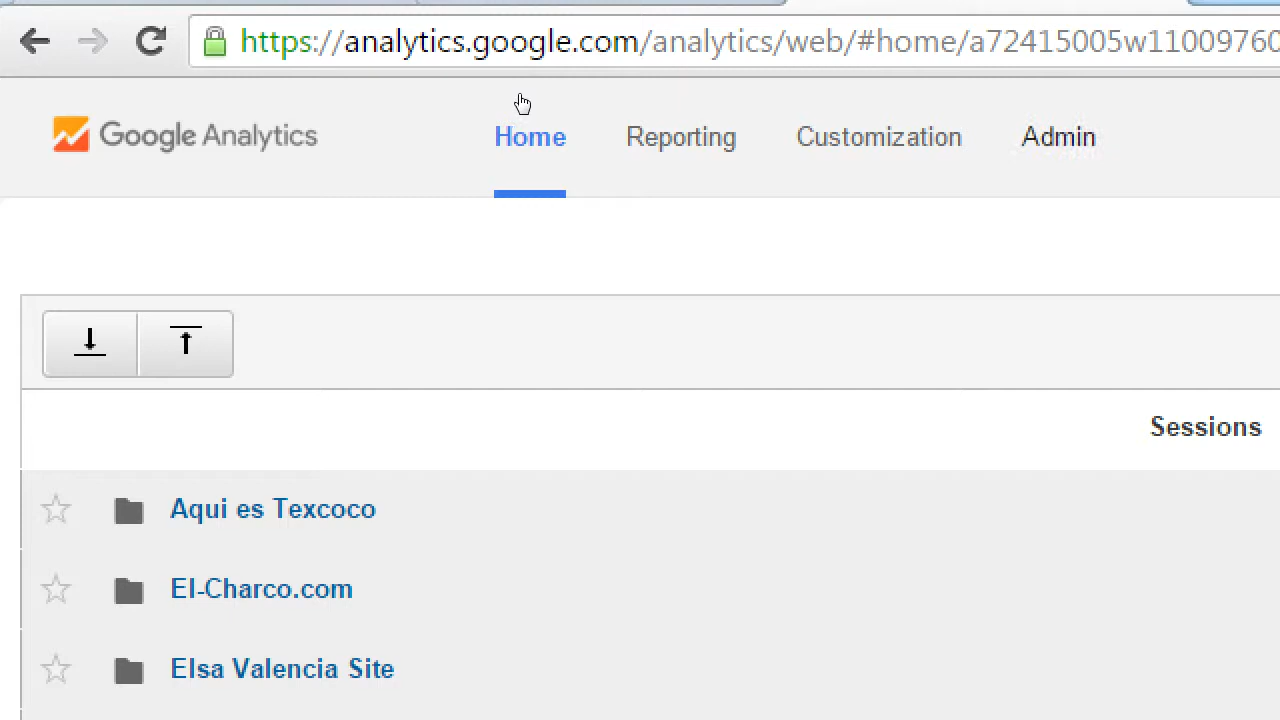 https://analytics.google.com/analytics/web/#home/a72415005w11009760
Google Analytics
Home
Reporting
Customization
Admin
Sessions
Aqui es Texcoco
El-Charco.com
Elsa Valencia Site